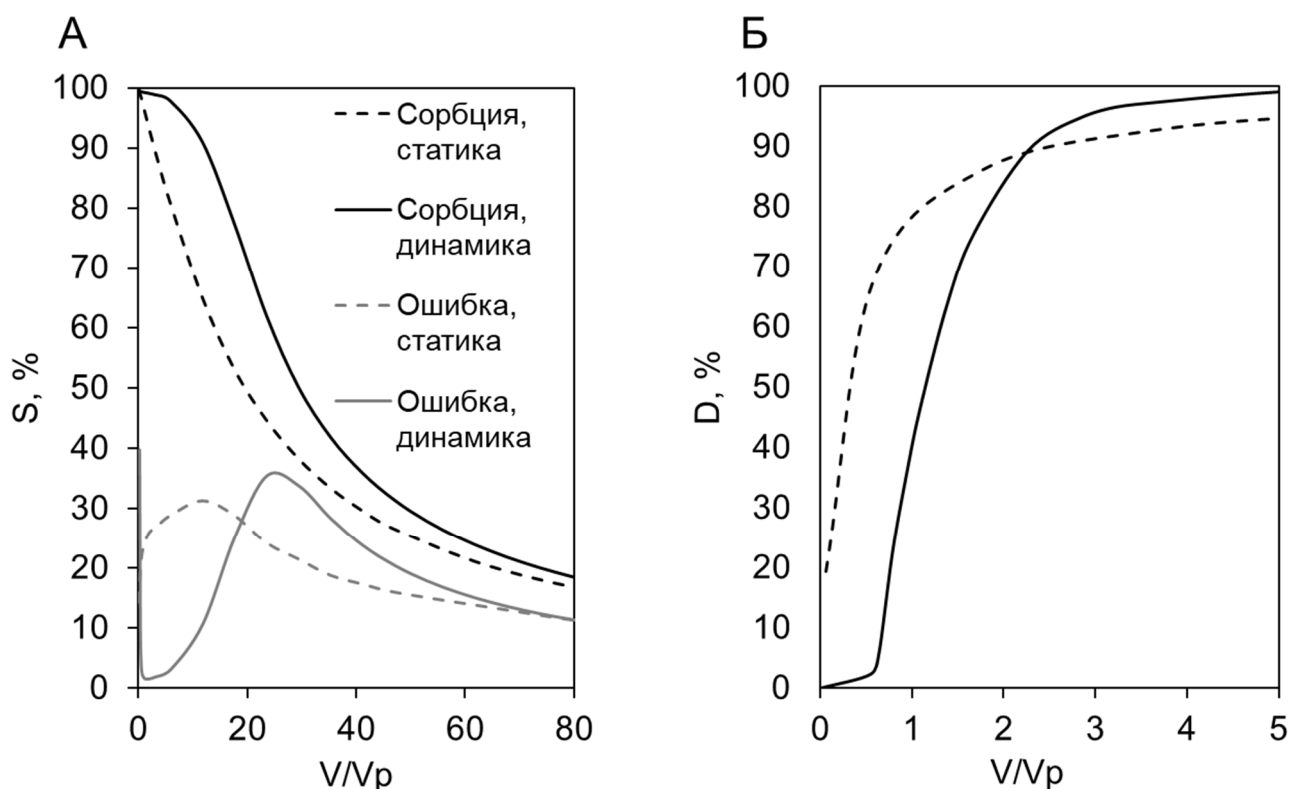 А
100
90
80
70
60
50
40
30
20
10
0
S, %
0 20 40 60 80
V/Vp
Сорбция,
статика
Сорбция,
динамика
Ошибка,
статика
Ошибка,
динамика
Б
100
90
80
70
60
50
40
30
20
10
0
D, %
0 1 2 3 4 5
V/Vp